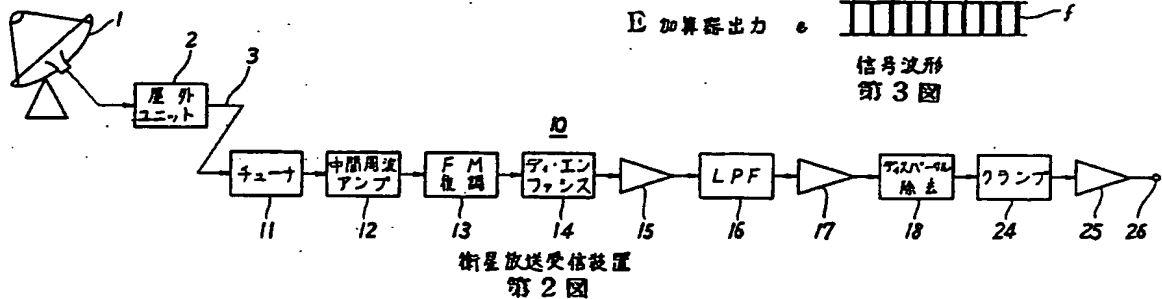 E 加算器出力 e
f
信号波形
第3図
1
2
3
屋外
ユニット
10
チューナ
中間周波
アンプ
FM
復調
ディ・エン
ファシス
LPF
ディスパーサル
除去
クランプ
11
12
13
14
15
16
17
18
24
25
26
衛星放送受信装置
第2図